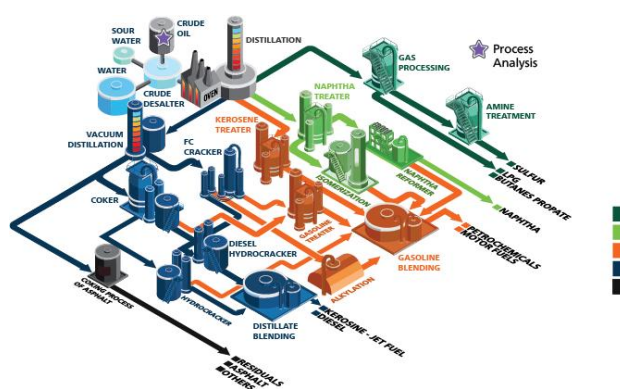 SOUR
WATER
CRUDE
OIL
DISTILLATION
WATER
CRUDE
DESALTER
OVEN
GAS
PROCESSING
Process
Analysis
NAPHTHA
TREATER
AMINE
TREATMENT
VACUUM
DISTILLATION
KEROSENE
TREATER
FC
CRACKER
ISOMERIZATION
NAPHTHA
REFORMER
SULFUR
LPG
BUTANES PROPATE
NAPHTHA
COKER
GASOLINE
TREATER
PETROCHEMICALS
MOTOR FUELS
DIESEL
HYDROCRACKER
GASOLINE
BLENDING
ALKYLATION
COKING PROCESS
OF ASPHALT
HYDROCRACKER
DISTILLATE
BLENDING
KEROSINE - JET FUEL
DIESEL
RESIDUALS
ASPHALT
OTHERS